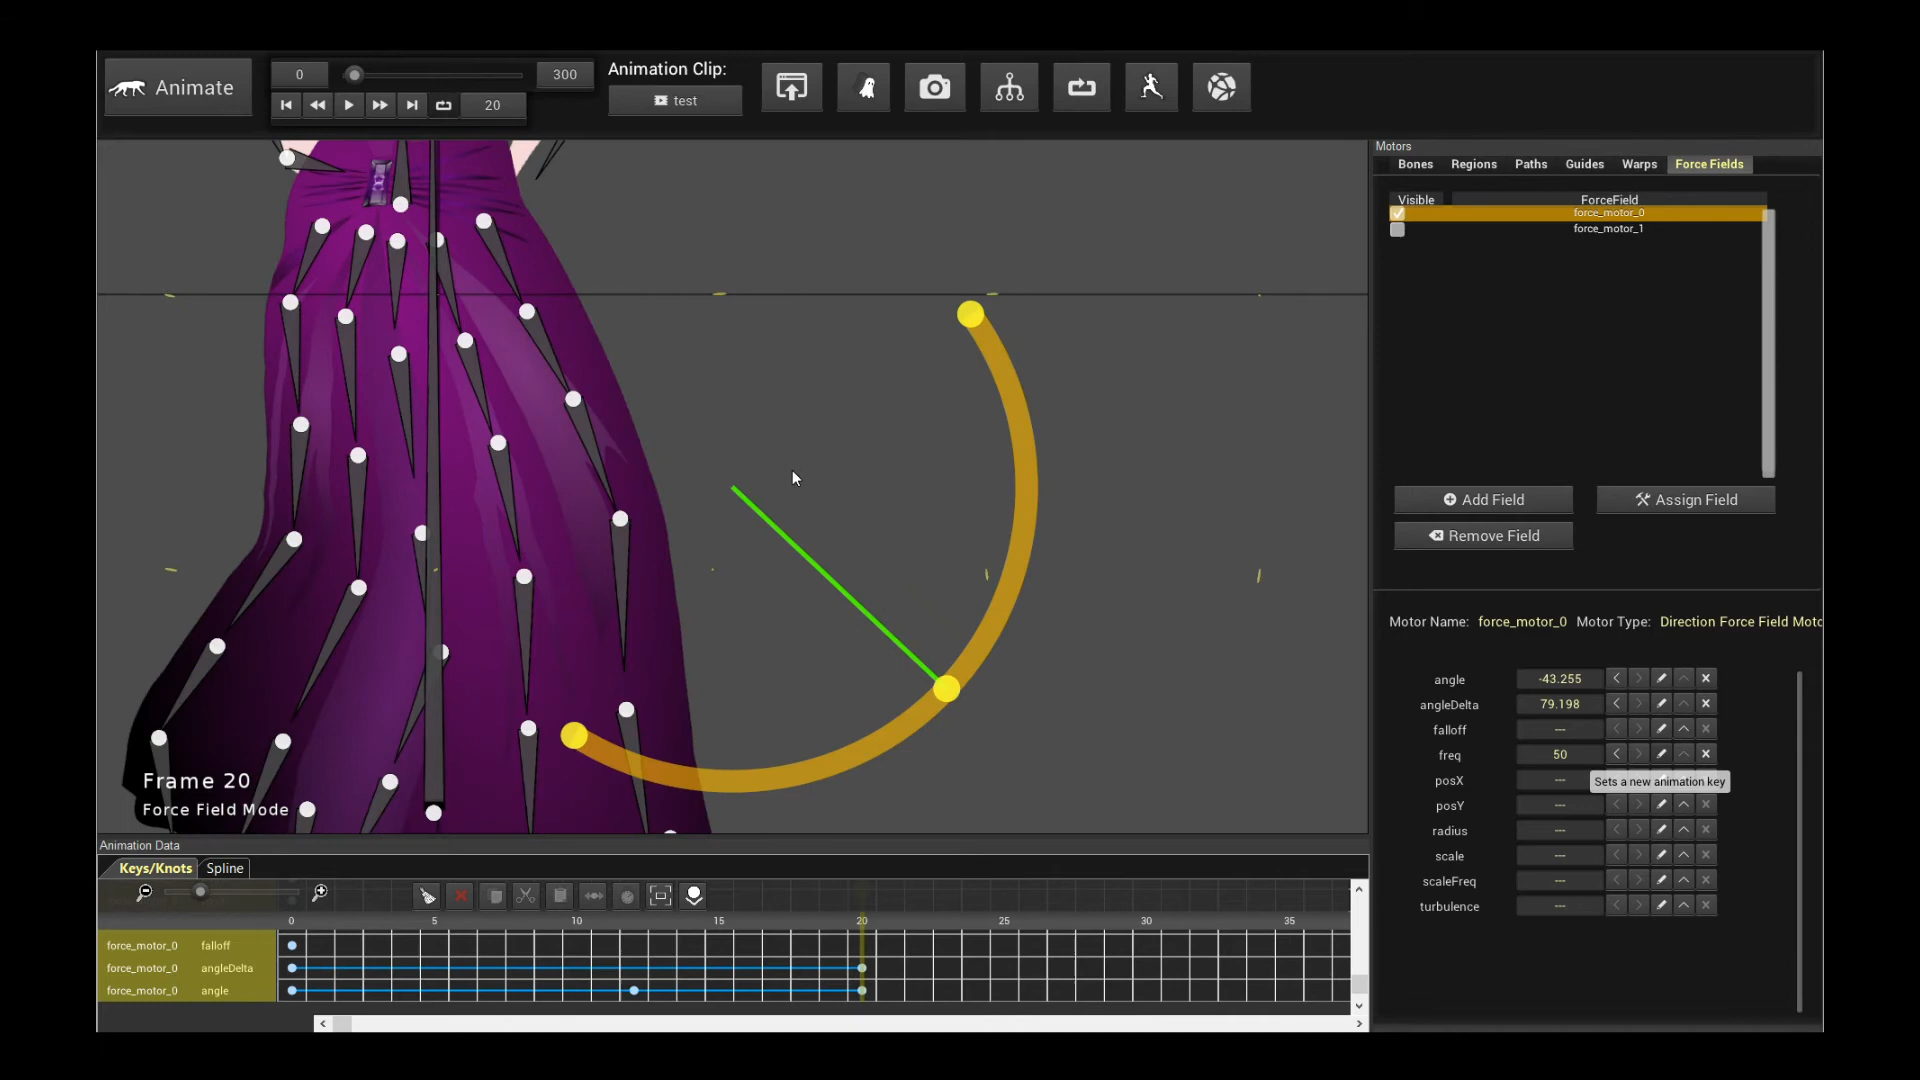 Animate
0
300
20
Animation Clip:
test
Motors
Bones Regions Paths Guides Warps Force Fields
Visible ForceField
force_motor_0
force_motor_1
Add Field Assign Field
Remove Field
Motor Name: force_motor_0 Motor Type: Direction Force Field Moto
angle -43.255
angleDelta 79.198
falloff ---
freq 50
posX ---
Sets a new animation key
posY ---
radius ---
scale ---
scaleFreq ---
turbulence ---
Frame 20
Force Field Mode
Animation Data
Keys/Knots Spline
0 5 10 15 20 25 30 35
force_motor_0 falloff
force_motor_0 angleDelta
force_motor_0 angle